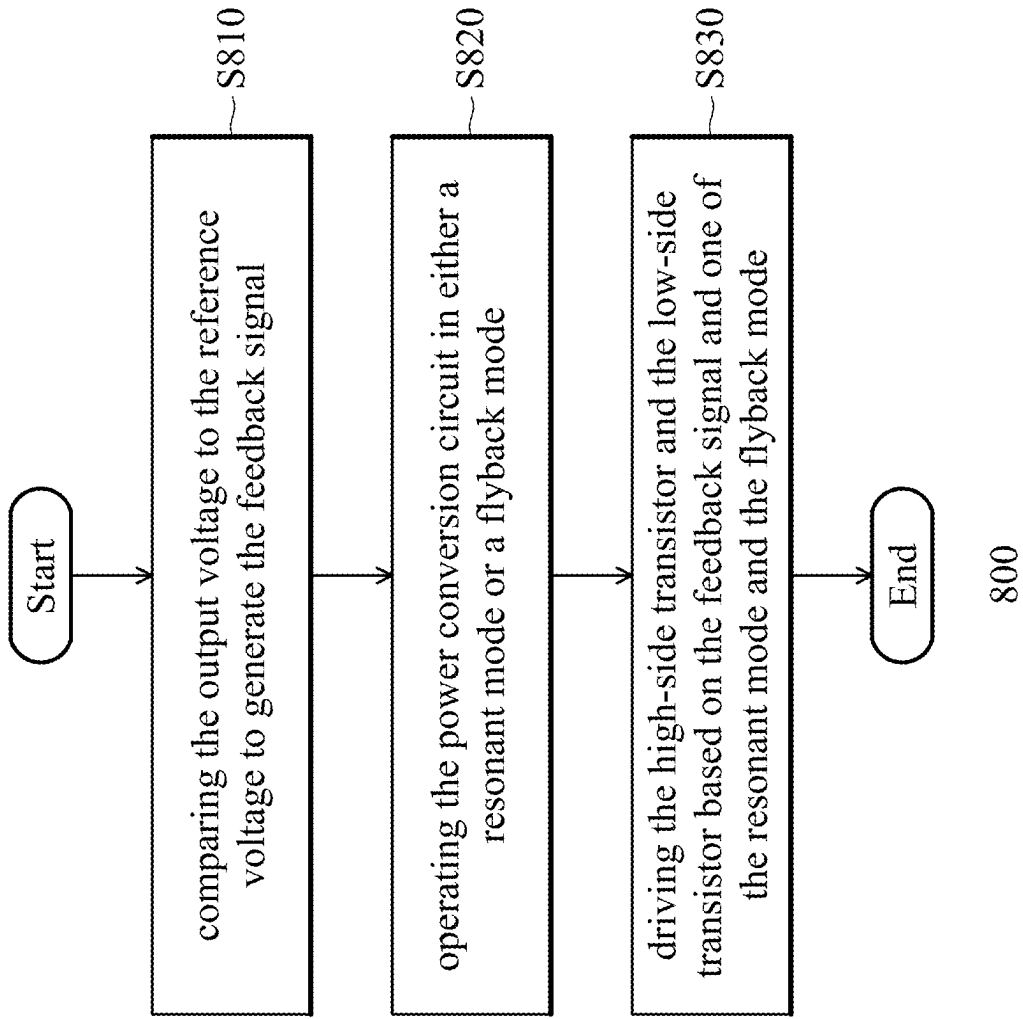 Start
comparing the output voltage to the reference
voltage to generate the feedback signal
S810
operating the power conversion circuit in either a
resonant mode or a flyback mode
S820
driving the high-side transistor and the low-side
transistor based on the feedback signal and one of
the resonant mode and the flyback mode
S830
End
800